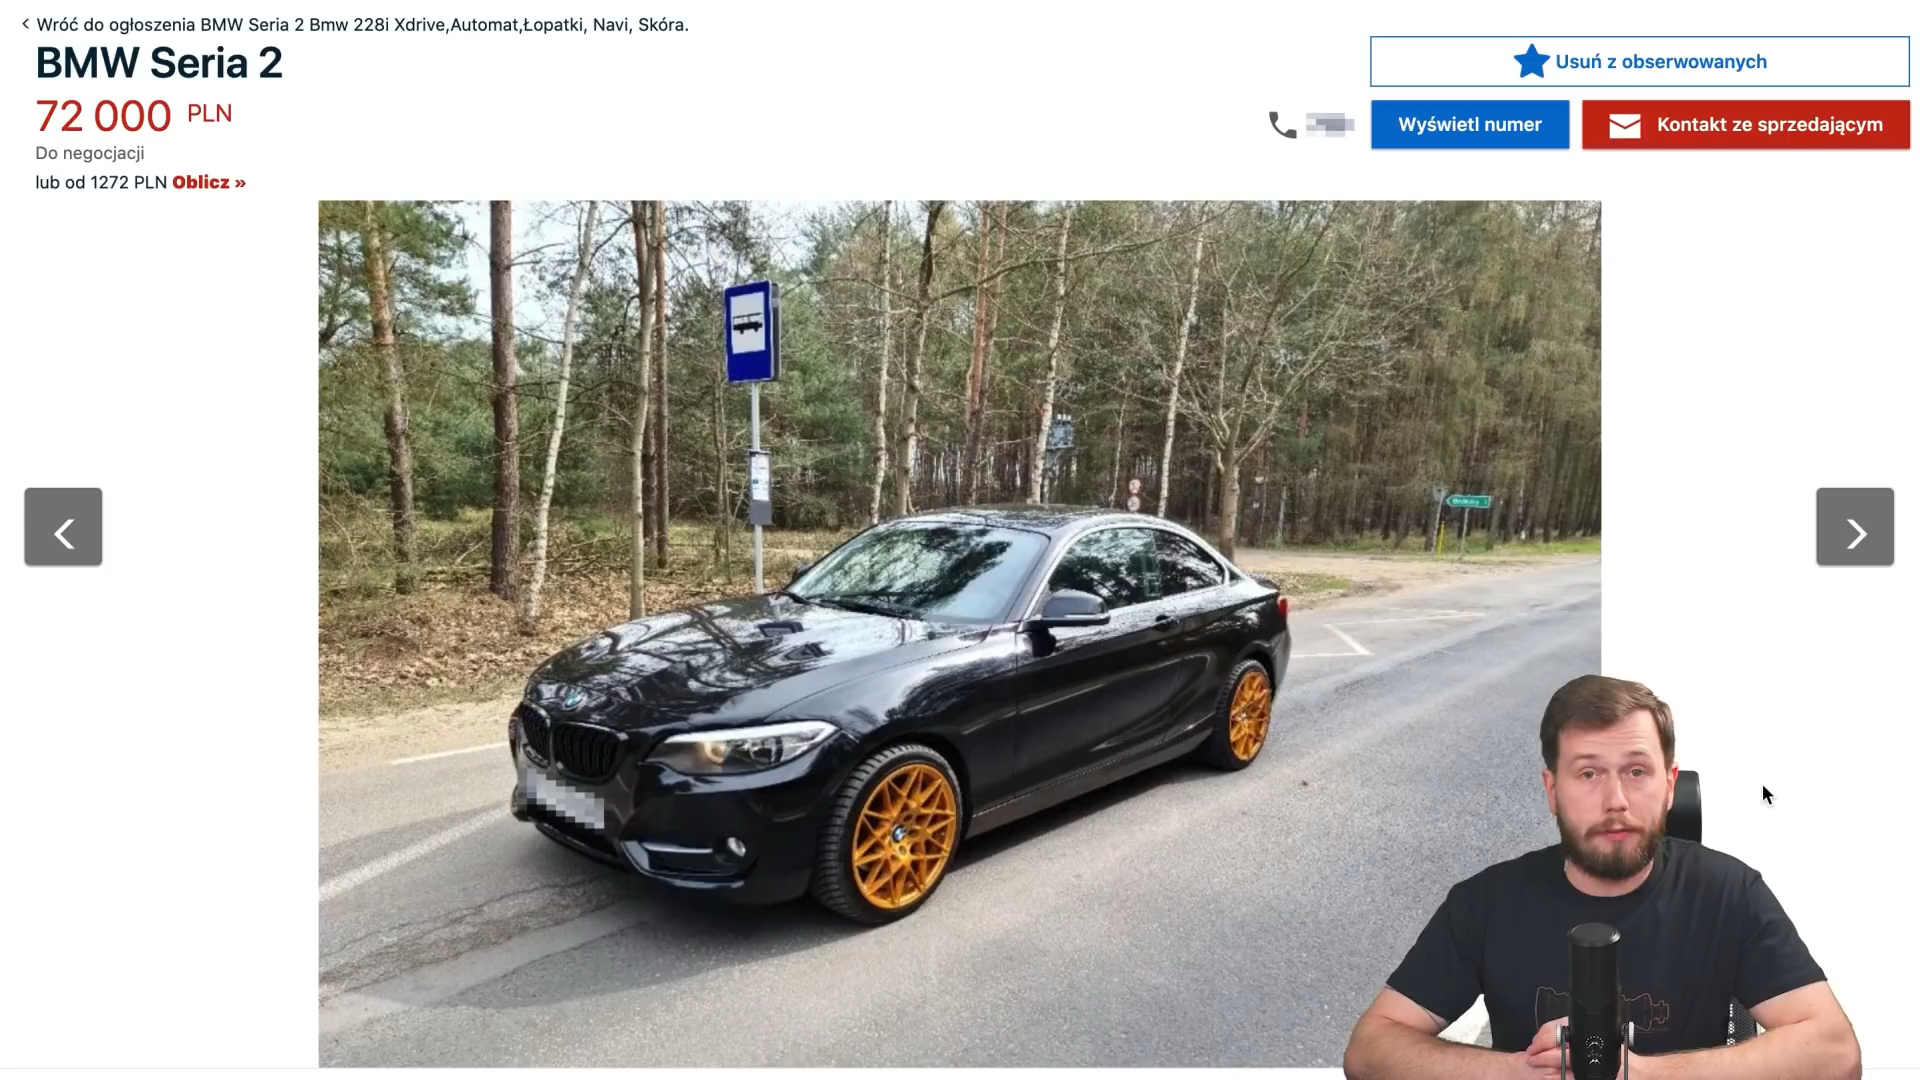 Wróć do ogłoszenia BMW Seria 2 Bmw 228i Xdrive,Automat,Łopatki, Navi, Skóra.
BMW Seria 2
72 000 PLN
Do negocjacji
lub od 1272 PLN Oblicz »
Usuń z obserwowanych
Wyświetl numer
Kontakt ze sprzedającym